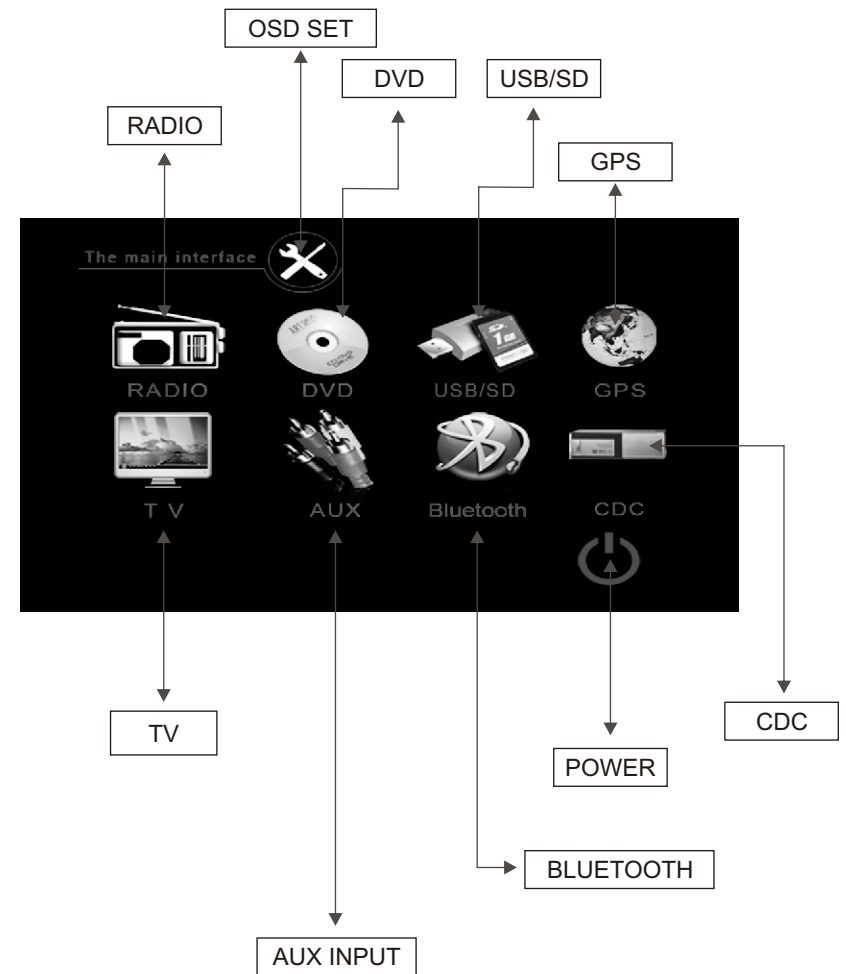 OSD SET
DVD
USB/SD
RADIO
GPS
The main interface
1GB
RADIO
DVD
USB/SD
GPS
T V
AUX
Bluetooth
CDC
TV
CDC
POWER
BLUETOOTH
AUX INPUT